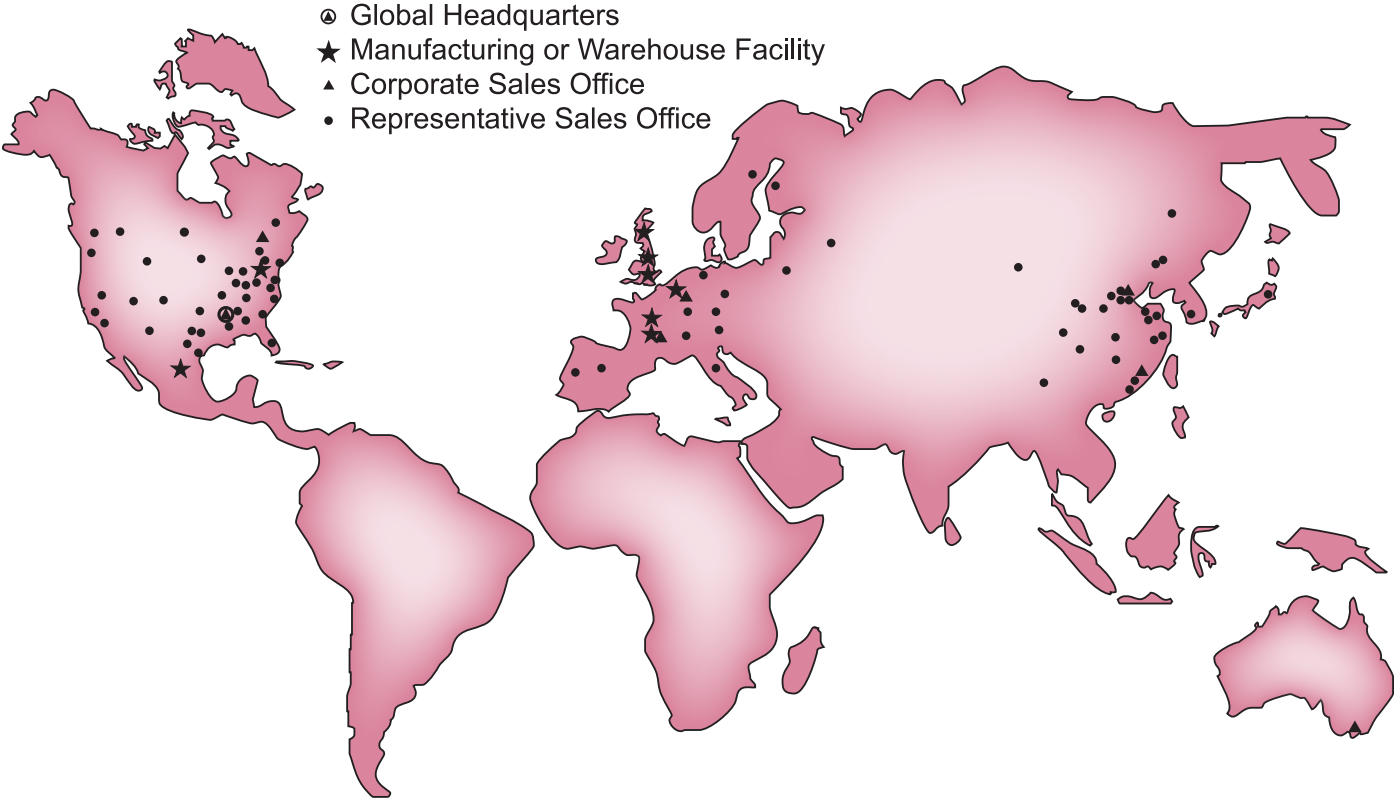 Global Headquarters
Manufacturing or Warehouse Facility
Corporate Sales Office
Representative Sales Office